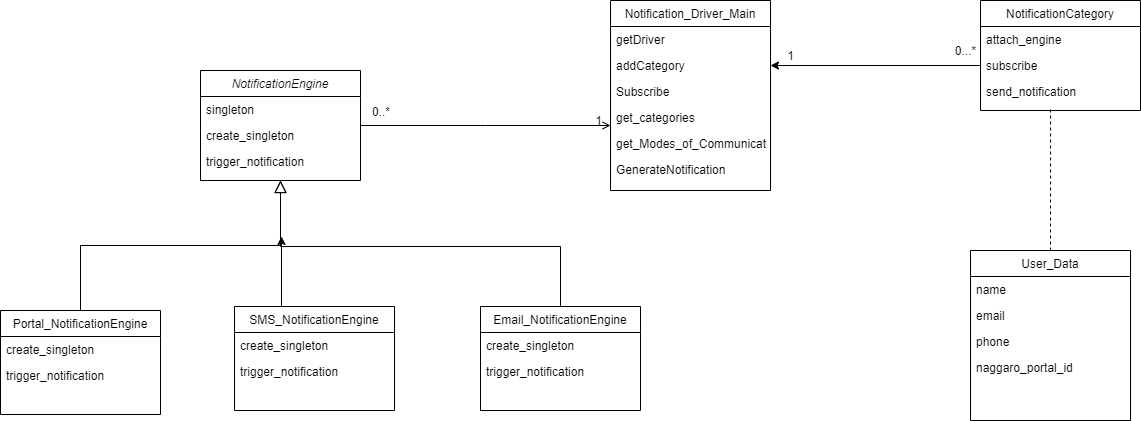 Notification_Driver_Main
getDriver
addCategory
Subscribe
get_categories
get_Modes_of_Communicat
GenerateNotification
NotificationCategory
attach_engine
subscribe
send_notification
1
0...*
NotificationEngine
singleton
create_singleton
trigger_notification
0..*
1
User_Data
name
email
phone
naggaro_portal_id
Portal_NotificationEngine
create_singleton
trigger_notification
SMS_NotificationEngine
create_singleton
trigger_notification
Email_NotificationEngine
create_singleton
trigger_notification